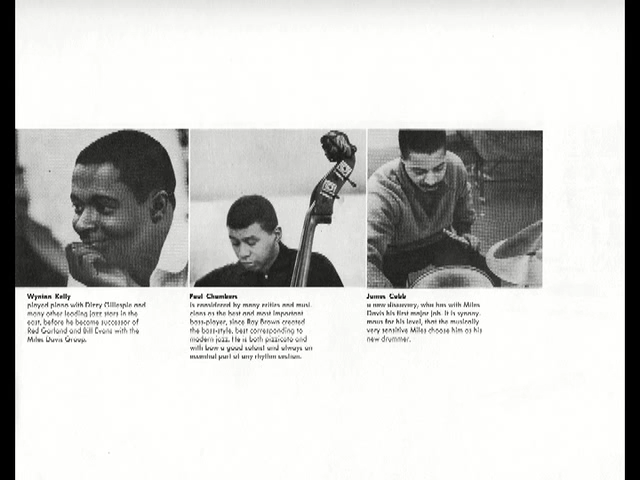 Wynton Kelly
played piano with Dizzy Gillespie and
many other leading jazz stars in the
east, before he became successor of
Red Garland and Bill Evans with the
Miles Davis Group.
Paul Chambers
is considered by many critics and musi-
cians as the best and most important
bass-player, since Ray Brown created
the bass-style, best corresponding to
modern jazz. He is both pizzicato and
with bow a good soloist and always an
essential part of any rhythm section.
James Cobb
a new discovery, who has with Miles
Davis his first major job. It is synony-
mous for his level, that the musically
very sensitive Miles choose him as his
new drummer.